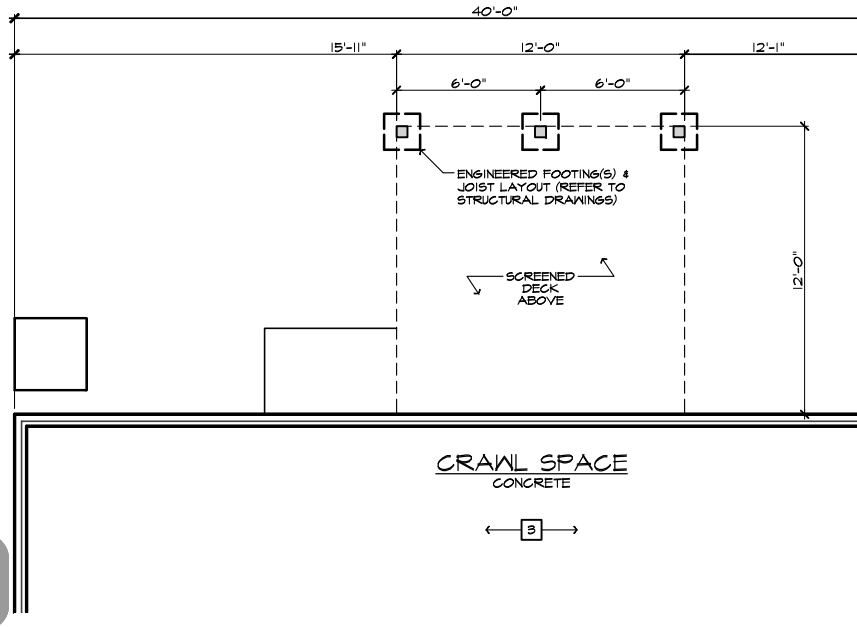 40'-0"
15'-11"
12'-0"
12'-1"
6'-0"
6'-0"
ENGINEERED FOOTING(S) &
JOIST LAYOUT (REFER TO
STRUCTURAL DRAWINGS)
12'-0"
SCREENED
DECK
ABOVE
CRAWL SPACE
CONCRETE
3